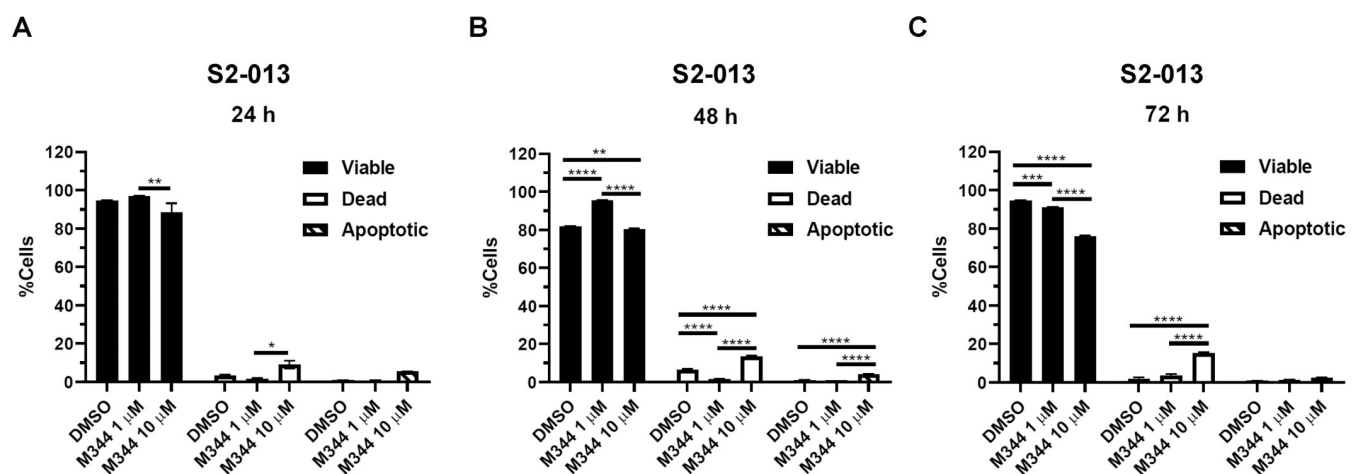 A
S2-013
24 h
120
100
80
60
40
20
0
%Cells
**
*
Viable
Dead
Apoptotic
DMSO
M344 1 μM
M344 10 μM
DMSO
M344 1 μM
M344 10 μM
DMSO
M344 1 μM
M344 10 μM
B
S2-013
48 h
120
100
80
60
40
20
0
%Cells
**
****
****
****
****
****
****
****
Viable
Dead
Apoptotic
DMSO
M344 1 μM
M344 10 μM
DMSO
M344 1 μM
M344 10 μM
DMSO
M344 1 μM
M344 10 μM
C
S2-013
72 h
120
100
80
60
40
20
0
%Cells
****
***
****
****
****
Viable
Dead
Apoptotic
DMSO
M344 1 μM
M344 10 μM
DMSO
M344 1 μM
M344 10 μM
DMSO
M344 1 μM
M344 10 μM